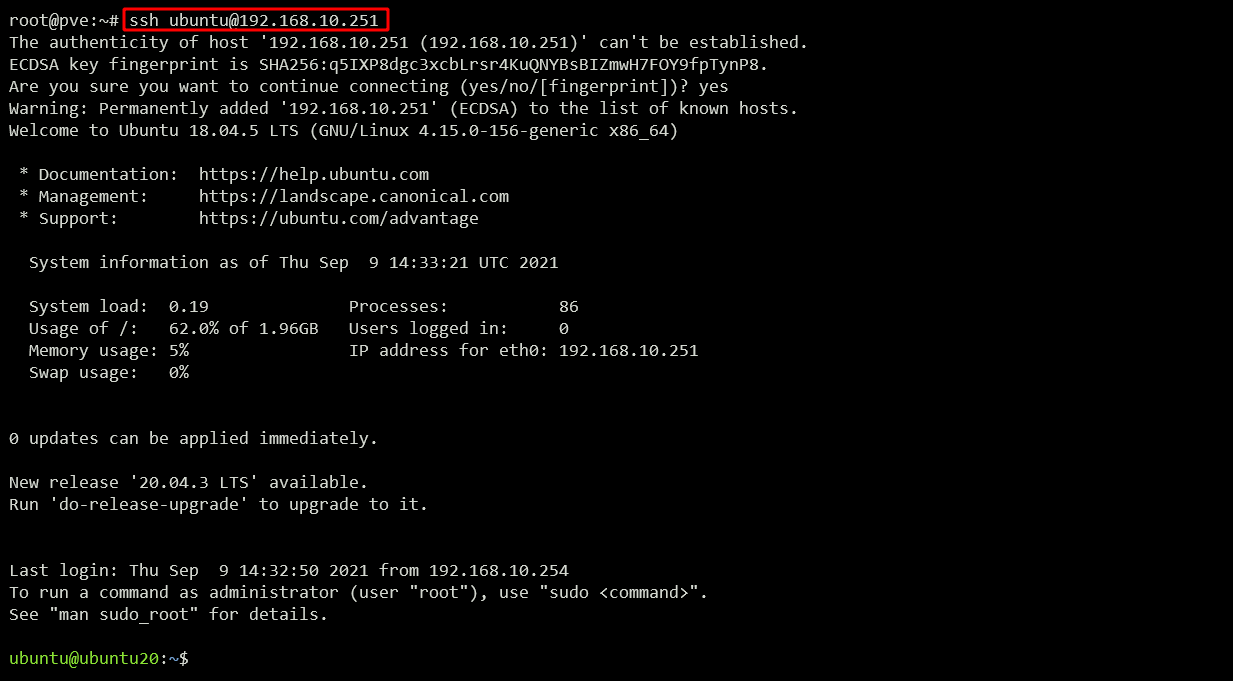 root@pve:~# ssh ubuntu@192.168.10.251
The authenticity of host '192.168.10.251 (192.168.10.251)' can't be established.
ECDSA key fingerprint is SHA256:q5IXP8dgc3xcbLrsr4KuQNYBsBIZmwH7FOY9fpTynP8.
Are you sure you want to continue connecting (yes/no/[fingerprint])? yes
Warning: Permanently added '192.168.10.251' (ECDSA) to the list of known hosts.
Welcome to Ubuntu 18.04.5 LTS (GNU/Linux 4.15.0-156-generic x86_64)

 * Documentation:  https://help.ubuntu.com
 * Management:     https://landscape.canonical.com
 * Support:        https://ubuntu.com/advantage

  System information as of Thu Sep  9 14:33:21 UTC 2021

  System load:  0.19              Processes:           86
  Usage of /:   62.0% of 1.96GB   Users logged in:     0
  Memory usage: 5%                IP address for eth0: 192.168.10.251
  Swap usage:   0%

0 updates can be applied immediately.

New release '20.04.3 LTS' available.
Run 'do-release-upgrade' to upgrade to it.

Last login: Thu Sep  9 14:32:50 2021 from 192.168.10.254
To run a command as administrator (user "root"), use "sudo <command>".
See "man sudo_root" for details.

ubuntu@ubuntu20:~$